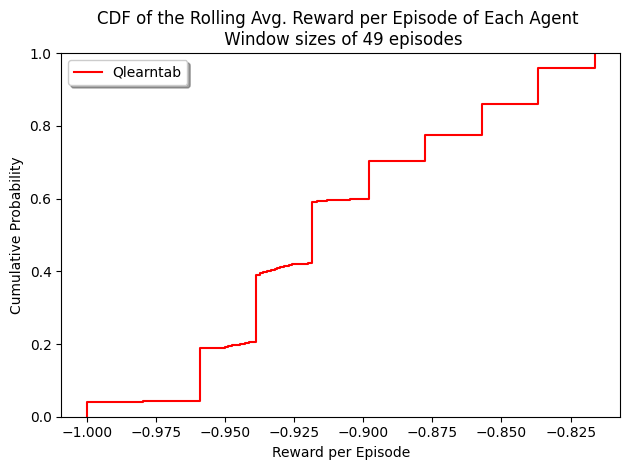 CDF of the Rolling Avg. Reward per Episode of Each Agent
Window sizes of 49 episodes
Qlearntab
Cumulative Probability
1.0
0.8
0.6
0.4
0.2
0.0
−1.000 −0.975 −0.950 −0.925 −0.900 −0.875 −0.850 −0.825
Reward per Episode